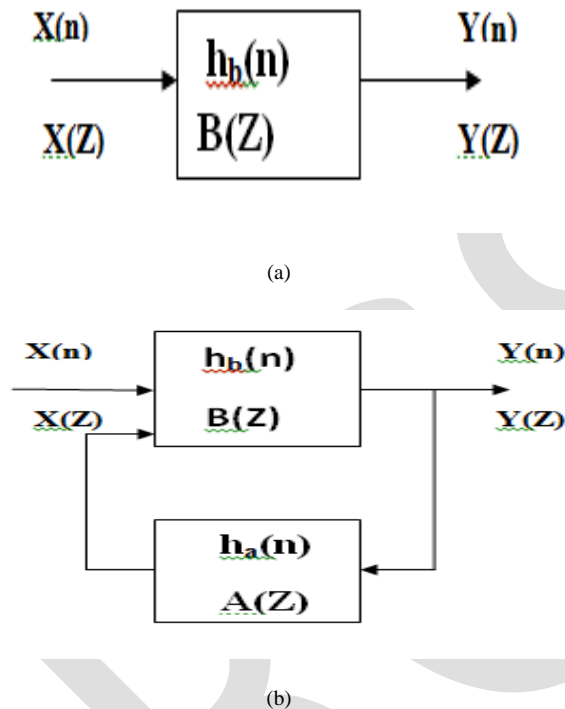 X(n) Y(n)
h_b(n)
X(Z) B(Z) Y(Z)
(a)
X(n) h_b(n) Y(n)
X(Z) B(Z) Y(Z)
h_a(n)
A(Z)
(b)